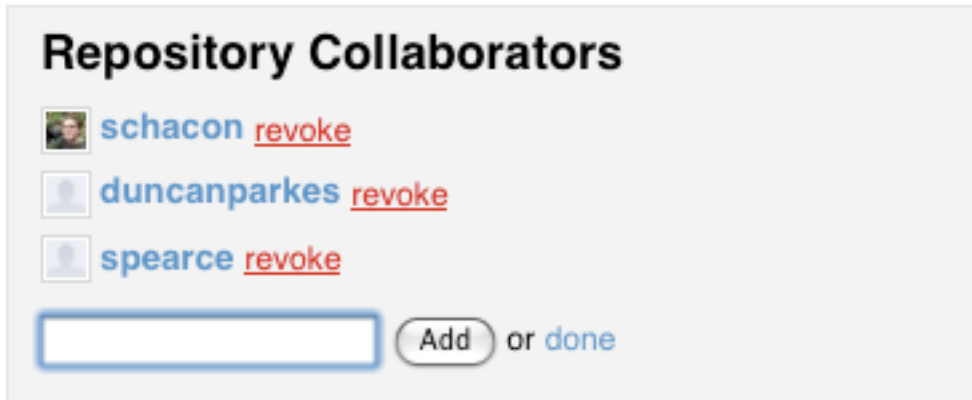 Repository Collaborators
schacon revoke
duncanparkes revoke
spearce revoke
Add or done